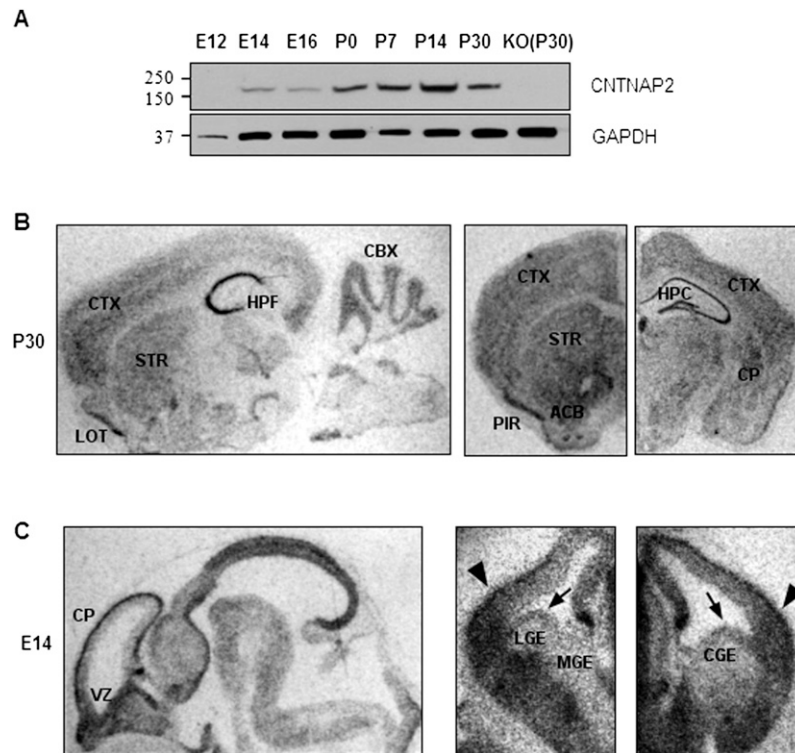 A
E12 E14 E16 P0 P7 P14 P30 KO(P30)
250
150
CNTNAP2
37
GAPDH
B
P30
CTX
STR
LOT
HPF
CBX
CTX
STR
PIR
ACB
HPC
CTX
CP
C
E14
CP
VZ
LGE
MGE
CGE